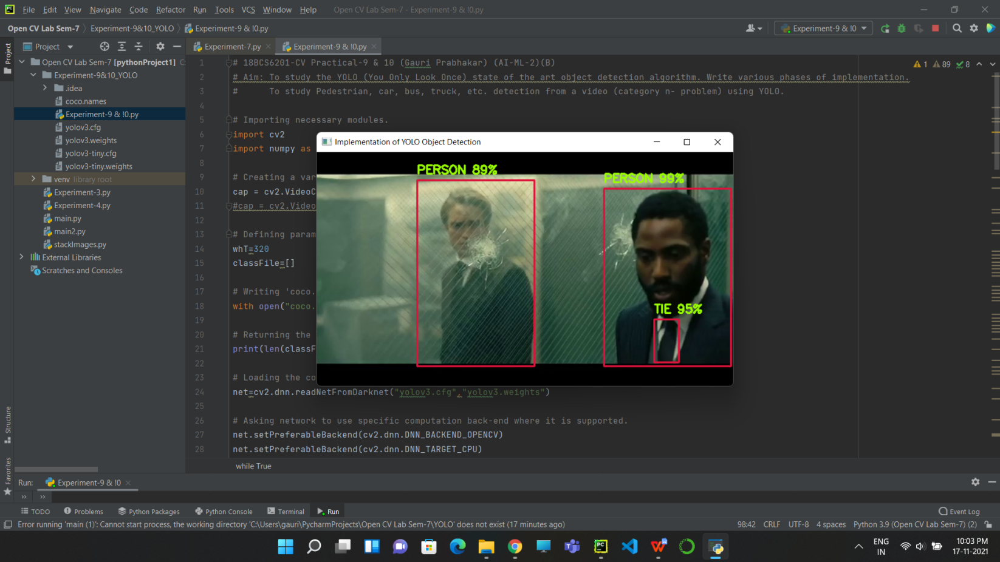 File Edit View Navigate Code Refactor Run Tools VCS Window Help Open CV Lab Sem-7 - Experiment-9 & !0.py
Open CV Lab Sem-7 Experiment-9&10_YOLO Experiment-9 & !0.py Experiment-9 & !0
Project
Project
Experiment-7.py Experiment-9 & !0.py
Open CV Lab Sem-7 [pythonProject1] C:
Experiment-9&10_YOLO
.idea
coco.names
Experiment-9 & !0.py
yolov3.cfg
yolov3.weights
yolov3-tiny.cfg
yolov3-tiny.weights
venv library root
Experiment-3.py
Experiment-4.py
main.py
main2.py
stackImages.py
External Libraries
Scratches and Consoles
1 89 8
1 # 18BCS6201-CV Practical-9 & 10 (Gauri Prabhakar) (AI-ML-2)(B)
2 # Aim: To study the YOLO (You Only Look Once) state of the art object detection algorithm. Write various phases of implementation.
3 # To study Pedestrian, car, bus, truck, etc. detection from a video (category n- problem) using YOLO.
4
5 # Importing necessary modules.
6 import cv2
7 import numpy as
8
9 # Creating a var
10 cap = cv2.VideoC
11 #cap = cv2.Video
12
13 # Defining param
14 whT=320
15 classFile=[]
16
17 # Writing 'coco.
18 with open("coco.
19
20 # Returning the
21 print(len(classF
22
23 # Loading the co
24 net=cv2.dnn.readNetFromDarknet("yolov3.cfg","yolov3.weights")
25
26 # Asking network to use specific computation back-end where it is supported.
27 net.setPreferableBackend(cv2.dnn.DNN_BACKEND_OPENCV)
28 net.setPreferableBackend(cv2.dnn.DNN_TARGET_CPU)
while True
Implementation of YOLO Object Detection
PERSON 89%
PERSON 99%
TIE 95%
Structure
Favorites
Run: Experiment-9 & !0
TODO Problems Python Packages Python Console Terminal Run Event Log
Error running 'main (1)': Cannot start process, the working directory 'C:\Users\gauri\PycharmProjects\Open CV Lab Sem-7\YOLO' does not exist (17 minutes ago) 98:42 CRLF UTF-8 4 spaces Python 3.9 (Open CV Lab Sem-7) (2)
ENG
IN
10:03 PM
17-11-2021